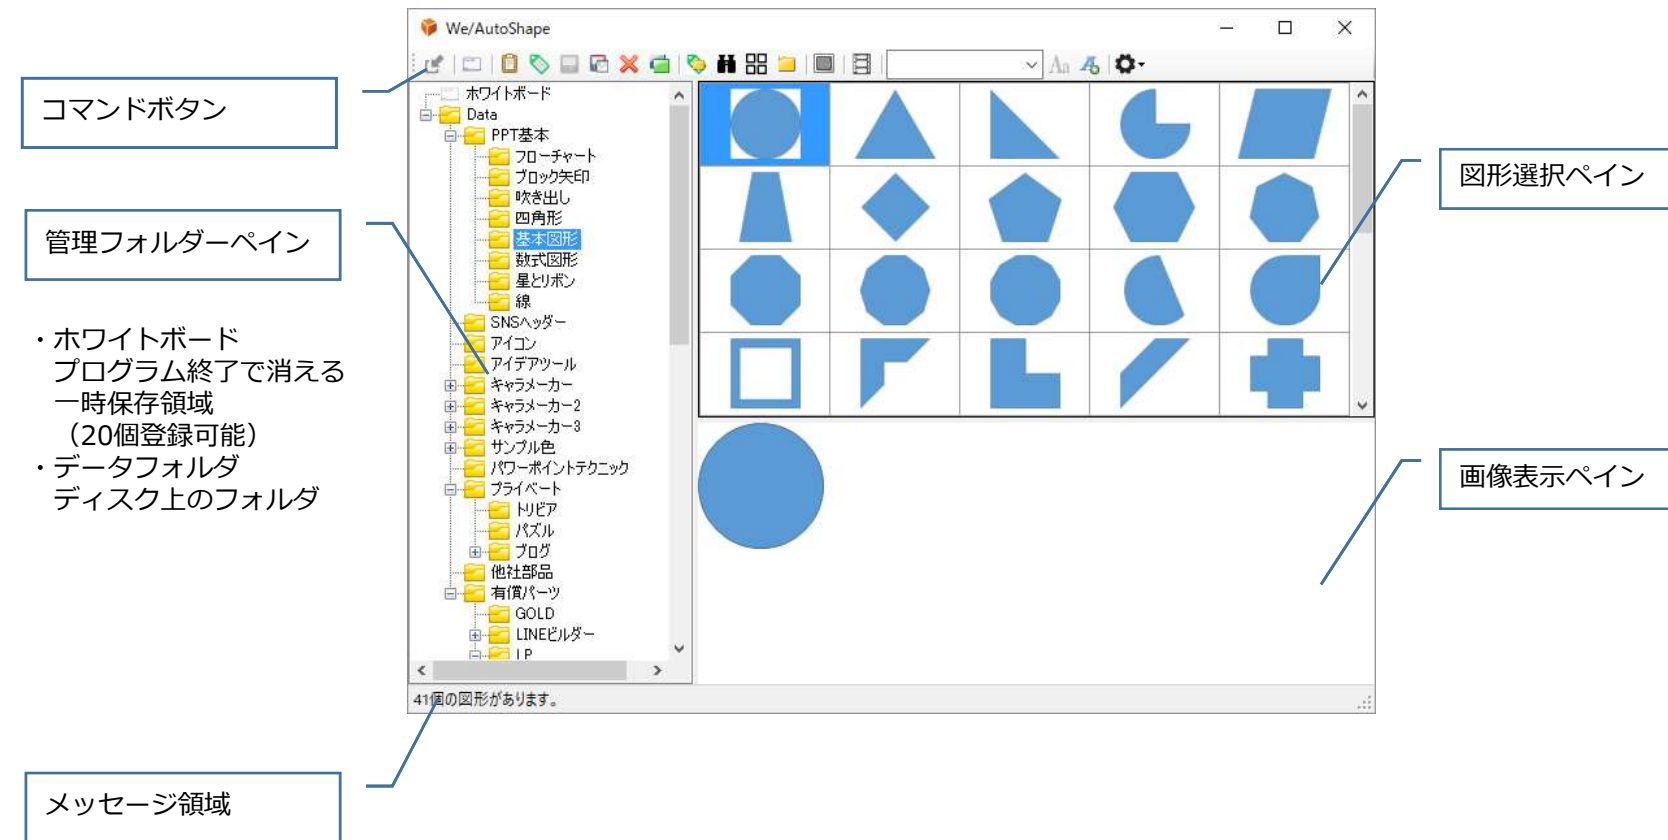 We/AutoShape
コマンドボタン
管理フォルダーペイン
・ホワイトボード
プログラム終了で消える
一時保存領域
（20個登録可能）
・データフォルダ
ディスク上のフォルダ
メッセージ領域
ホワイトボード
Data
PPT基本
フローチャート
ブロック矢印
吹き出し
四角形
基本図形
数式図形
星とリボン
線
SNSヘッダー
アイコン
アイデアツール
キャラメーカー
キャラメーカー2
キャラメーカー3
サンプル色
パワーポイントテクニック
プライベート
トリビア
パズル
ブログ
他社部品
有償パーツ
GOLD
LINEビルダー
LP
41個の図形があります。
Aa
図形選択ペイン
画像表示ペイン